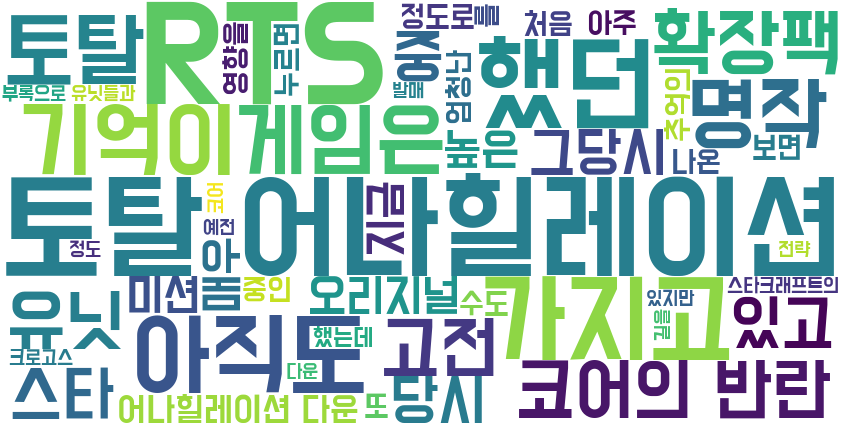 토탈 RTS 영향을 누리면 정도로 를 중 처음 아주 확장팩
부록으로 유닛들과 발매 엄청난 했던 추억의 명작
기억이 게임은 높은 그당시 나온 보면
토탈 어나힐레이션
코어 지금
정도 예전 우 전략
미션 봄 중인 오리지널 수도 가지고 있지만 스타크래프트의
유닛 아직도 했는데 고전 길을 있고
크로고스 다운
스타 어나힐레이션 다운 또 당시 코어의 반란